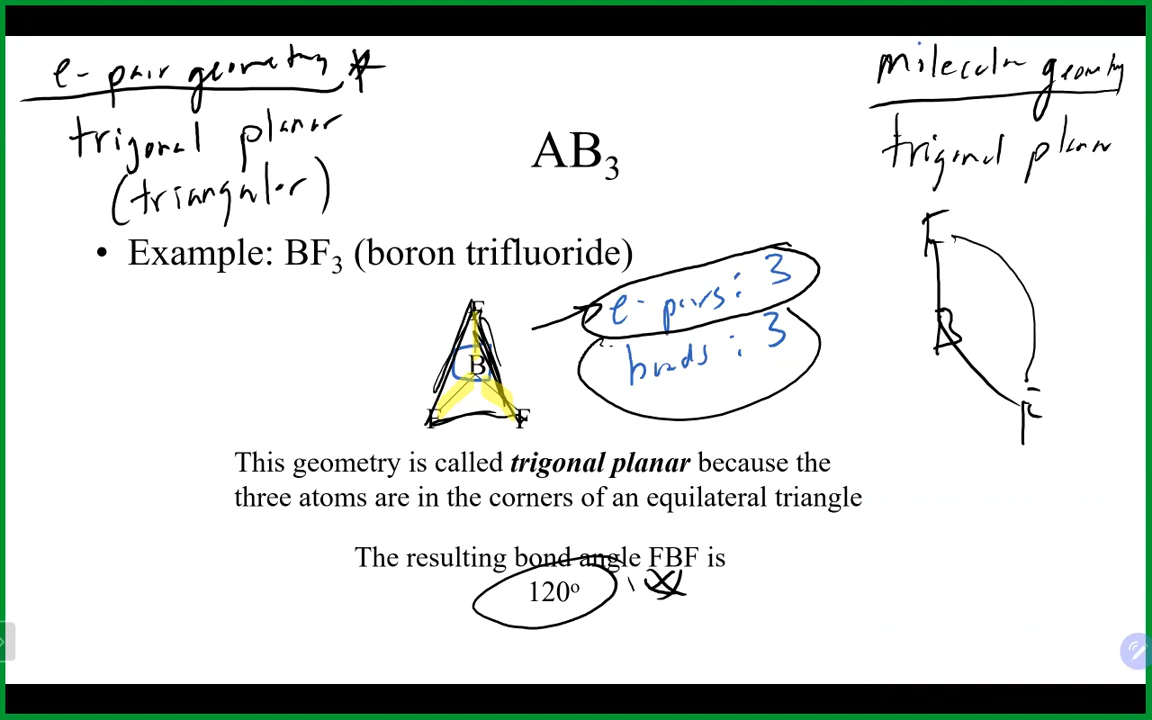 e- pair geometry *
trigonal planar
(triangular)
molecular geometry
trigonal planar
AB₃
• Example: BF₃ (boron trifluoride)
e- pairs: 3
bonds: 3
F
B
F F
F
B
F
This geometry is called trigonal planar because the
three atoms are in the corners of an equilateral triangle
The resulting bond angle FBF is
120º